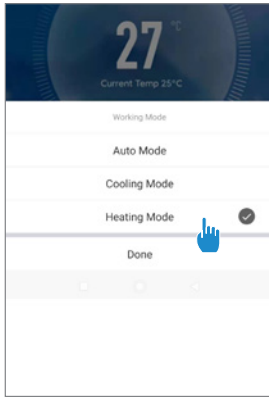 27 °C
Current Temp 25°C
Working Mode
Auto Mode
Cooling Mode
Heating Mode
Done